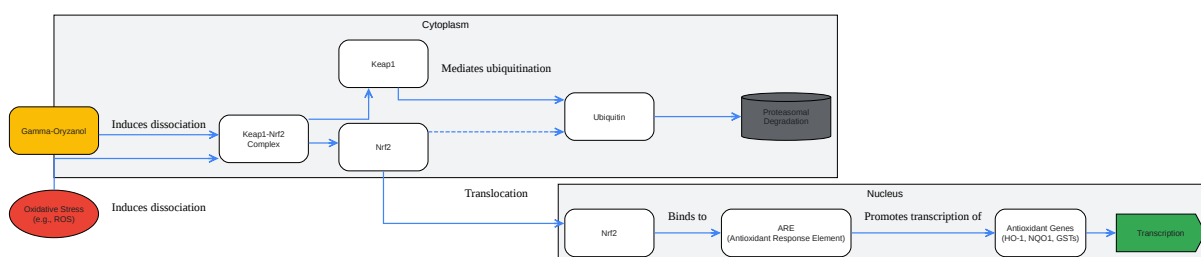 Cytoplasm
Keap1
Mediates ubiquitination
Gamma-Oryzanol
Induces dissociation
Keap1-Nrf2
Complex
Nrf2
Ubiquitin
Proteasomal
Degradation
Oxidative Stress
(e.g., ROS)
Induces dissociation
Translocation
Nucleus
Nrf2
Binds to
ARE
(Antioxidant Response Element)
Promotes transcription of
Antioxidant Genes
(HO-1, NQO1, GSTs)
Transcription